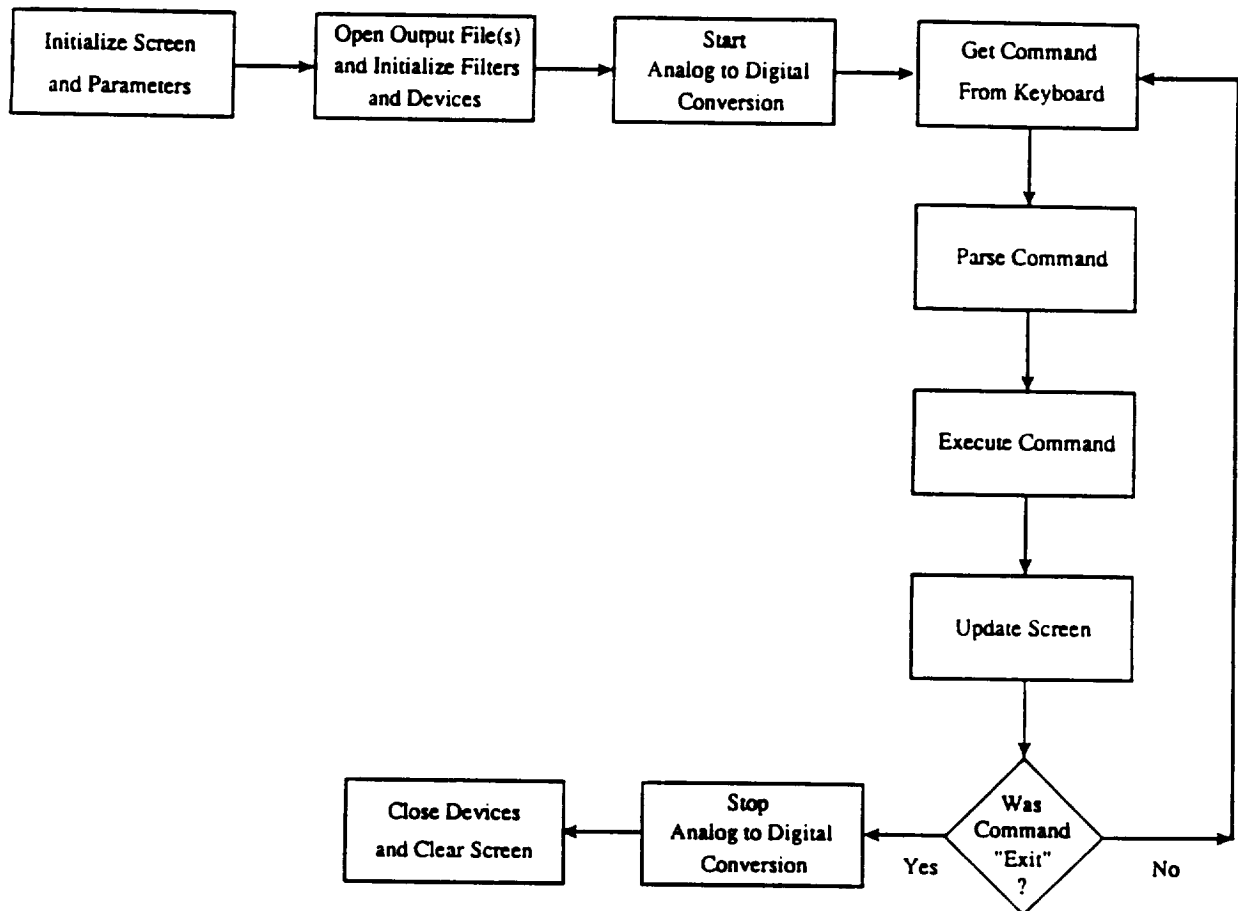 Initialize Screen
and Parameters
Open Output File(s)
and Initialize Filters
and Devices
Start
Analog to Digital
Conversion
Get Command
From Keyboard
Parse Command
Execute Command
Update Screen
Was
Command
"Exit"
?
Yes
No
Stop
Analog to Digital
Conversion
Close Devices
and Clear Screen